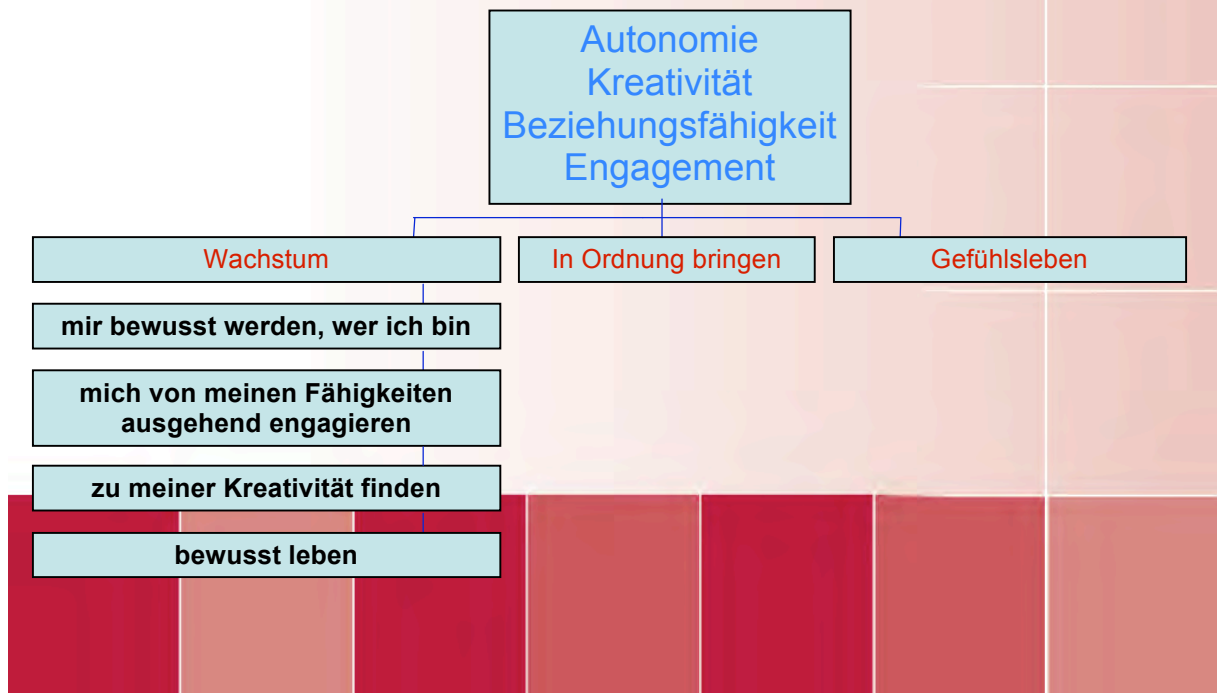 Autonomie
Kreativität
Beziehungsfähigkeit
Engagement
Wachstum
In Ordnung bringen
Gefühlsleben
mir bewusst werden, wer ich bin
mich von meinen Fähigkeiten
ausgehend engagieren
zu meiner Kreativität finden
bewusst leben